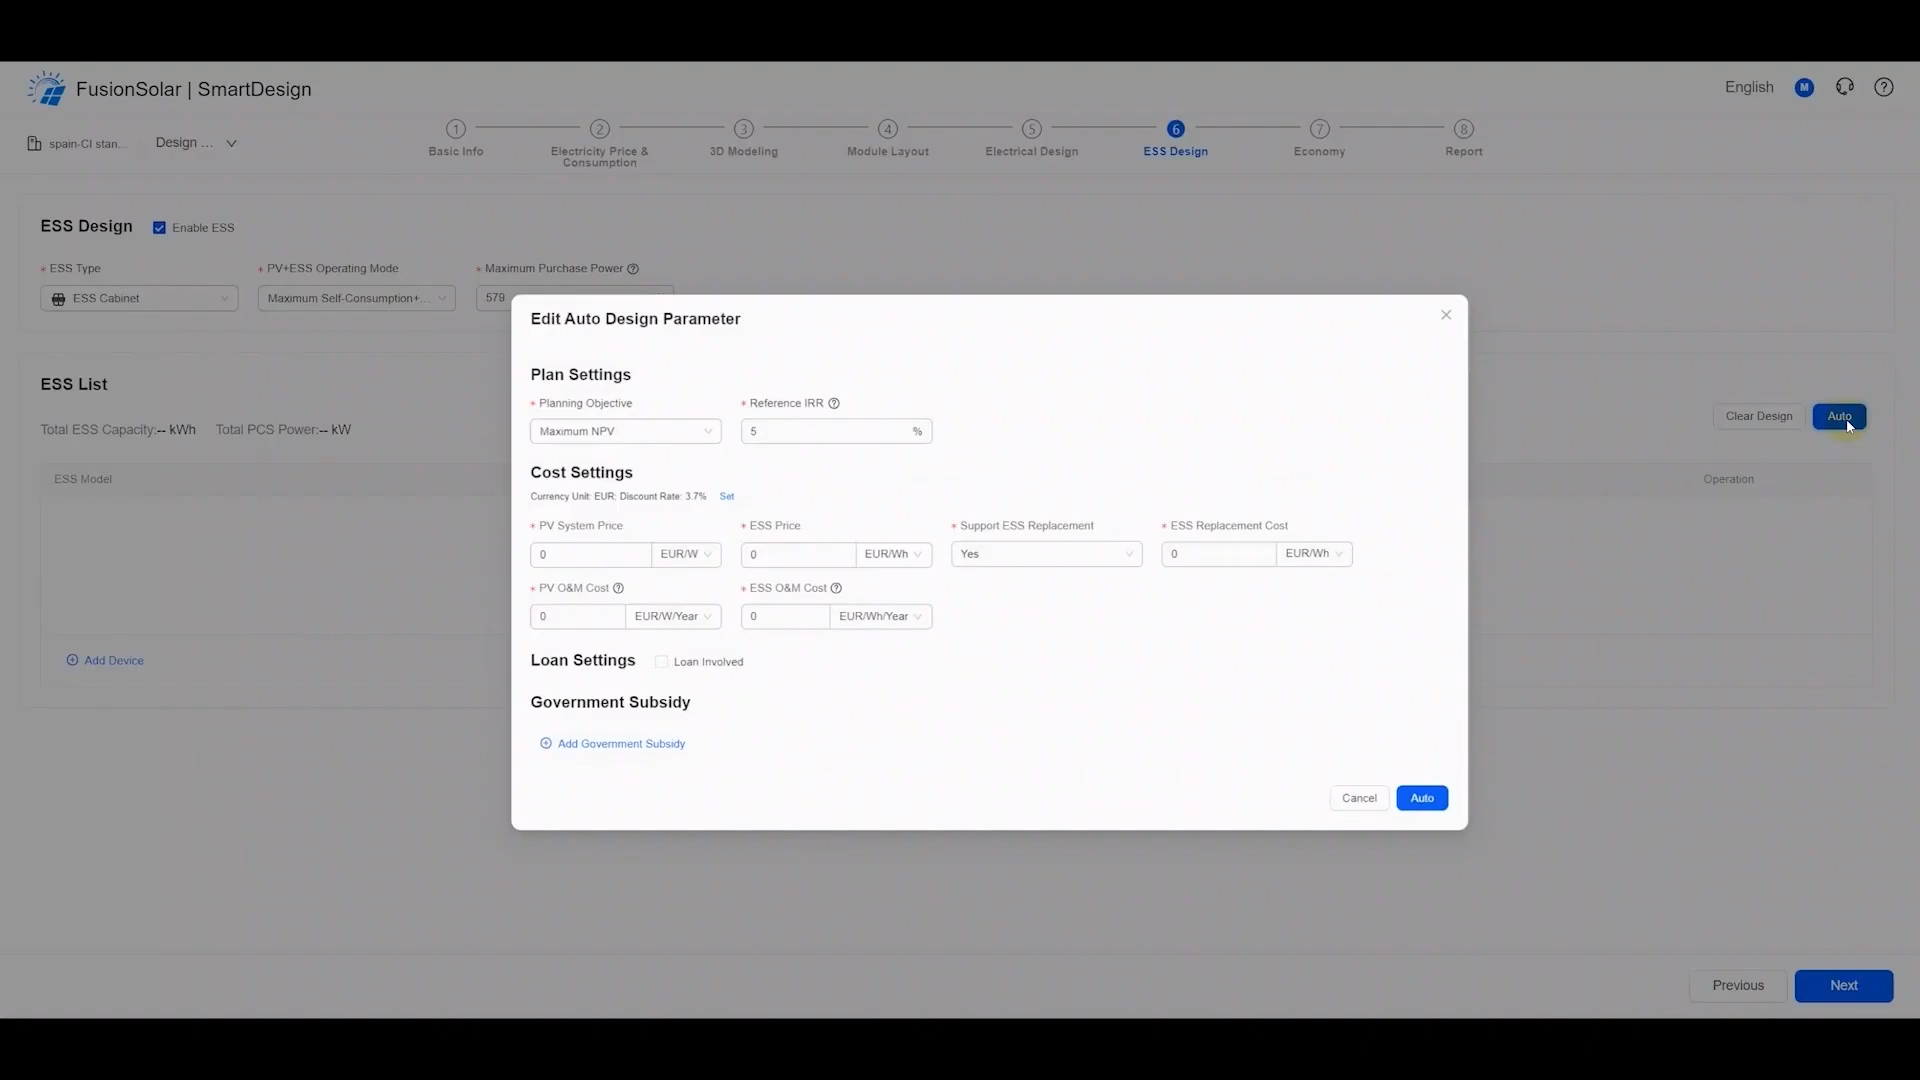 FusionSolar | SmartDesign
English
M
spain-CI stan...
Design ...
1
2
3
4
5
6
7
8
Basic Info
Electricity Price &
Consumption
3D Modeling
Module Layout
Electrical Design
ESS Design
Economy
Report
ESS Design
Enable ESS
* ESS Type
* PV+ESS Operating Mode
* Maximum Purchase Power
ESS Cabinet
Maximum Self-Consumption+...
579
ESS List
Total ESS Capacity:-- kWh
Total PCS Power:-- kW
Clear Design
Auto
ESS Model
Operation
Add Device
Edit Auto Design Parameter
Plan Settings
* Planning Objective
* Reference IRR
Maximum NPV
5
%
Cost Settings
Currency Unit: EUR; Discount Rate: 3.7%
Set
* PV System Price
* ESS Price
* Support ESS Replacement
* ESS Replacement Cost
0
EUR/W
0
EUR/Wh
Yes
0
EUR/Wh
* PV O&M Cost
* ESS O&M Cost
0
EUR/W/Year
0
EUR/Wh/Year
Loan Settings
Loan Involved
Government Subsidy
Add Government Subsidy
Cancel
Auto
Previous
Next